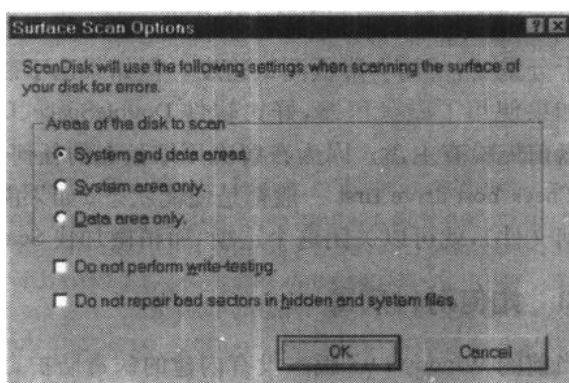 Surface Scan Options
ScanDisk will use the following settings when scanning the surface of
your disk for errors.
Areas of the disk to scan
System and data areas.
System area only.
Data area only.
Do not perform write-testing.
Do not repair bad sectors in hidden and system files.
OK
Cancel